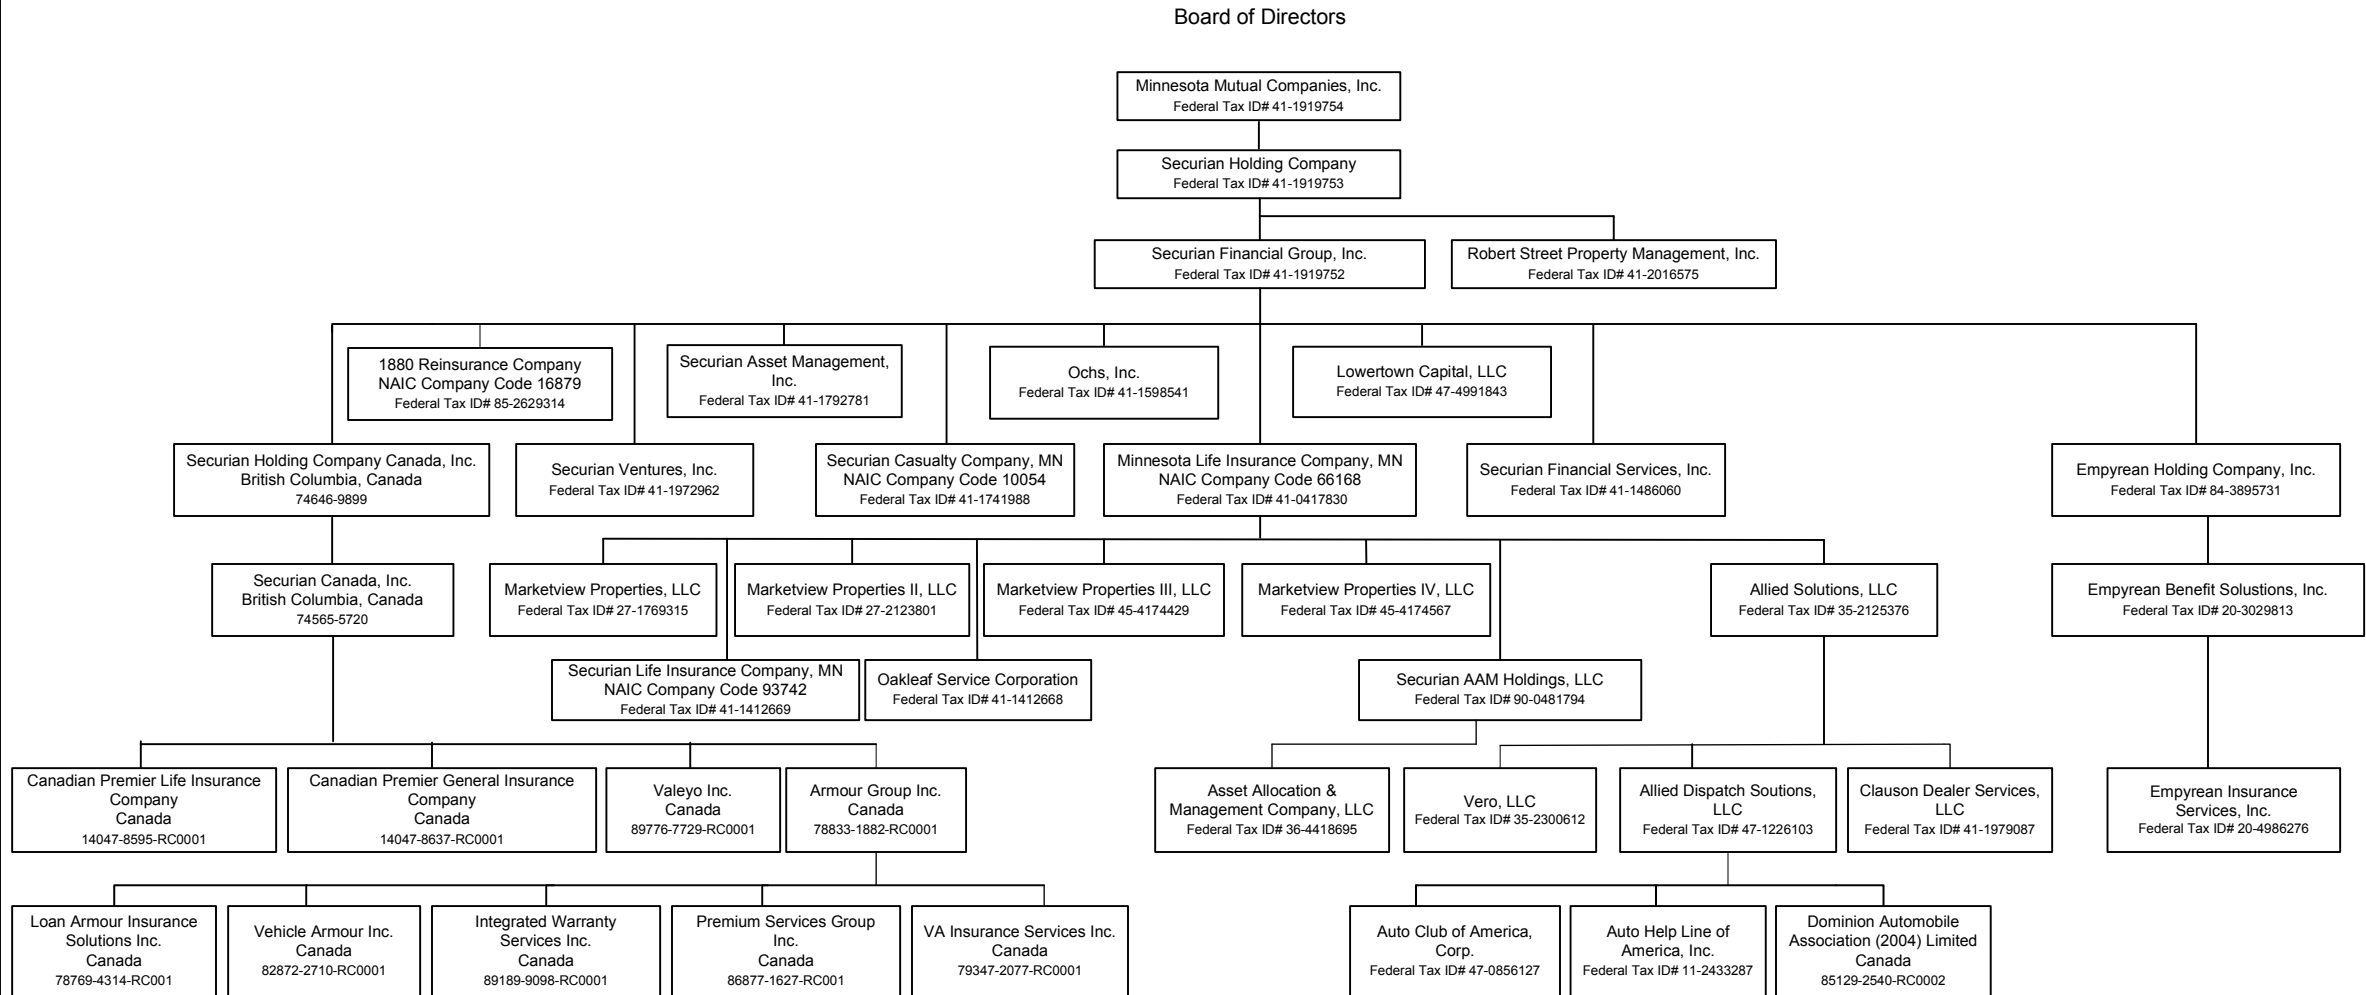 Board of Directors
Minnesota Mutual Companies, Inc.
Federal Tax ID# 41-1919754
Securian Holding Company
Federal Tax ID# 41-1919753
Securian Financial Group, Inc.
Federal Tax ID# 41-1919752
Robert Street Property Management, Inc.
Federal Tax ID# 41-2016575
1880 Reinsurance Company
NAIC Company Code 16879
Federal Tax ID# 85-2629314
Securian Asset Management,
Inc.
Federal Tax ID# 41-1792781
Ochs, Inc.
Federal Tax ID# 41-1598541
Lowertown Capital, LLC
Federal Tax ID# 47-4991843
Securian Holding Company Canada, Inc.
British Columbia, Canada
74646-9899
Securian Ventures, Inc.
Federal Tax ID# 41-1972962
Securian Casualty Company, MN
NAIC Company Code 10054
Federal Tax ID# 41-1741988
Minnesota Life Insurance Company, MN
NAIC Company Code 66168
Federal Tax ID# 41-0417830
Securian Financial Services, Inc.
Federal Tax ID# 41-1486060
Empyrean Holding Company, Inc.
Federal Tax ID# 84-3895731
Securian Canada, Inc.
British Columbia, Canada
74565-5720
Marketview Properties, LLC
Federal Tax ID# 27-1769315
Marketview Properties II, LLC
Federal Tax ID# 27-2123801
Marketview Properties III, LLC
Federal Tax ID# 45-4174429
Marketview Properties IV, LLC
Federal Tax ID# 45-4174567
Allied Solutions, LLC
Federal Tax ID# 35-2125376
Empyrean Benefit Solustions, Inc.
Federal Tax ID# 20-3029813
Securian Life Insurance Company, MN
NAIC Company Code 93742
Federal Tax ID# 41-1412669
Oakleaf Service Corporation
Federal Tax ID# 41-1412668
Securian AAM Holdings, LLC
Federal Tax ID# 90-0481794
Canadian Premier Life Insurance
Company
Canada
14047-8595-RC0001
Canadian Premier General Insurance
Company
Canada
14047-8637-RC0001
Valeyo Inc.
Canada
89776-7729-RC0001
Armour Group Inc.
Canada
78833-1882-RC0001
Asset Allocation &
Management Company, LLC
Federal Tax ID# 36-4418695
Vero, LLC
Federal Tax ID# 35-2300612
Allied Dispatch Soutions,
LLC
Federal Tax ID# 47-1226103
Clauson Dealer Services,
LLC
Federal Tax ID# 41-1979087
Empyrean Insurance
Services, Inc.
Federal Tax ID# 20-4986276
Loan Armour Insurance
Solutions Inc.
Canada
78769-4314-RC001
Vehicle Armour Inc.
Canada
82872-2710-RC0001
Integrated Warranty
Services Inc.
Canada
89189-9098-RC0001
Premium Services Group
Inc.
Canada
86877-1627-RC001
VA Insurance Services Inc.
Canada
79347-2077-RC0001
Auto Club of America,
Corp.
Federal Tax ID# 47-0856127
Auto Help Line of
America, Inc.
Federal Tax ID# 11-2433287
Dominion Automobile
Association (2004) Limited
Canada
85129-2540-RC0002